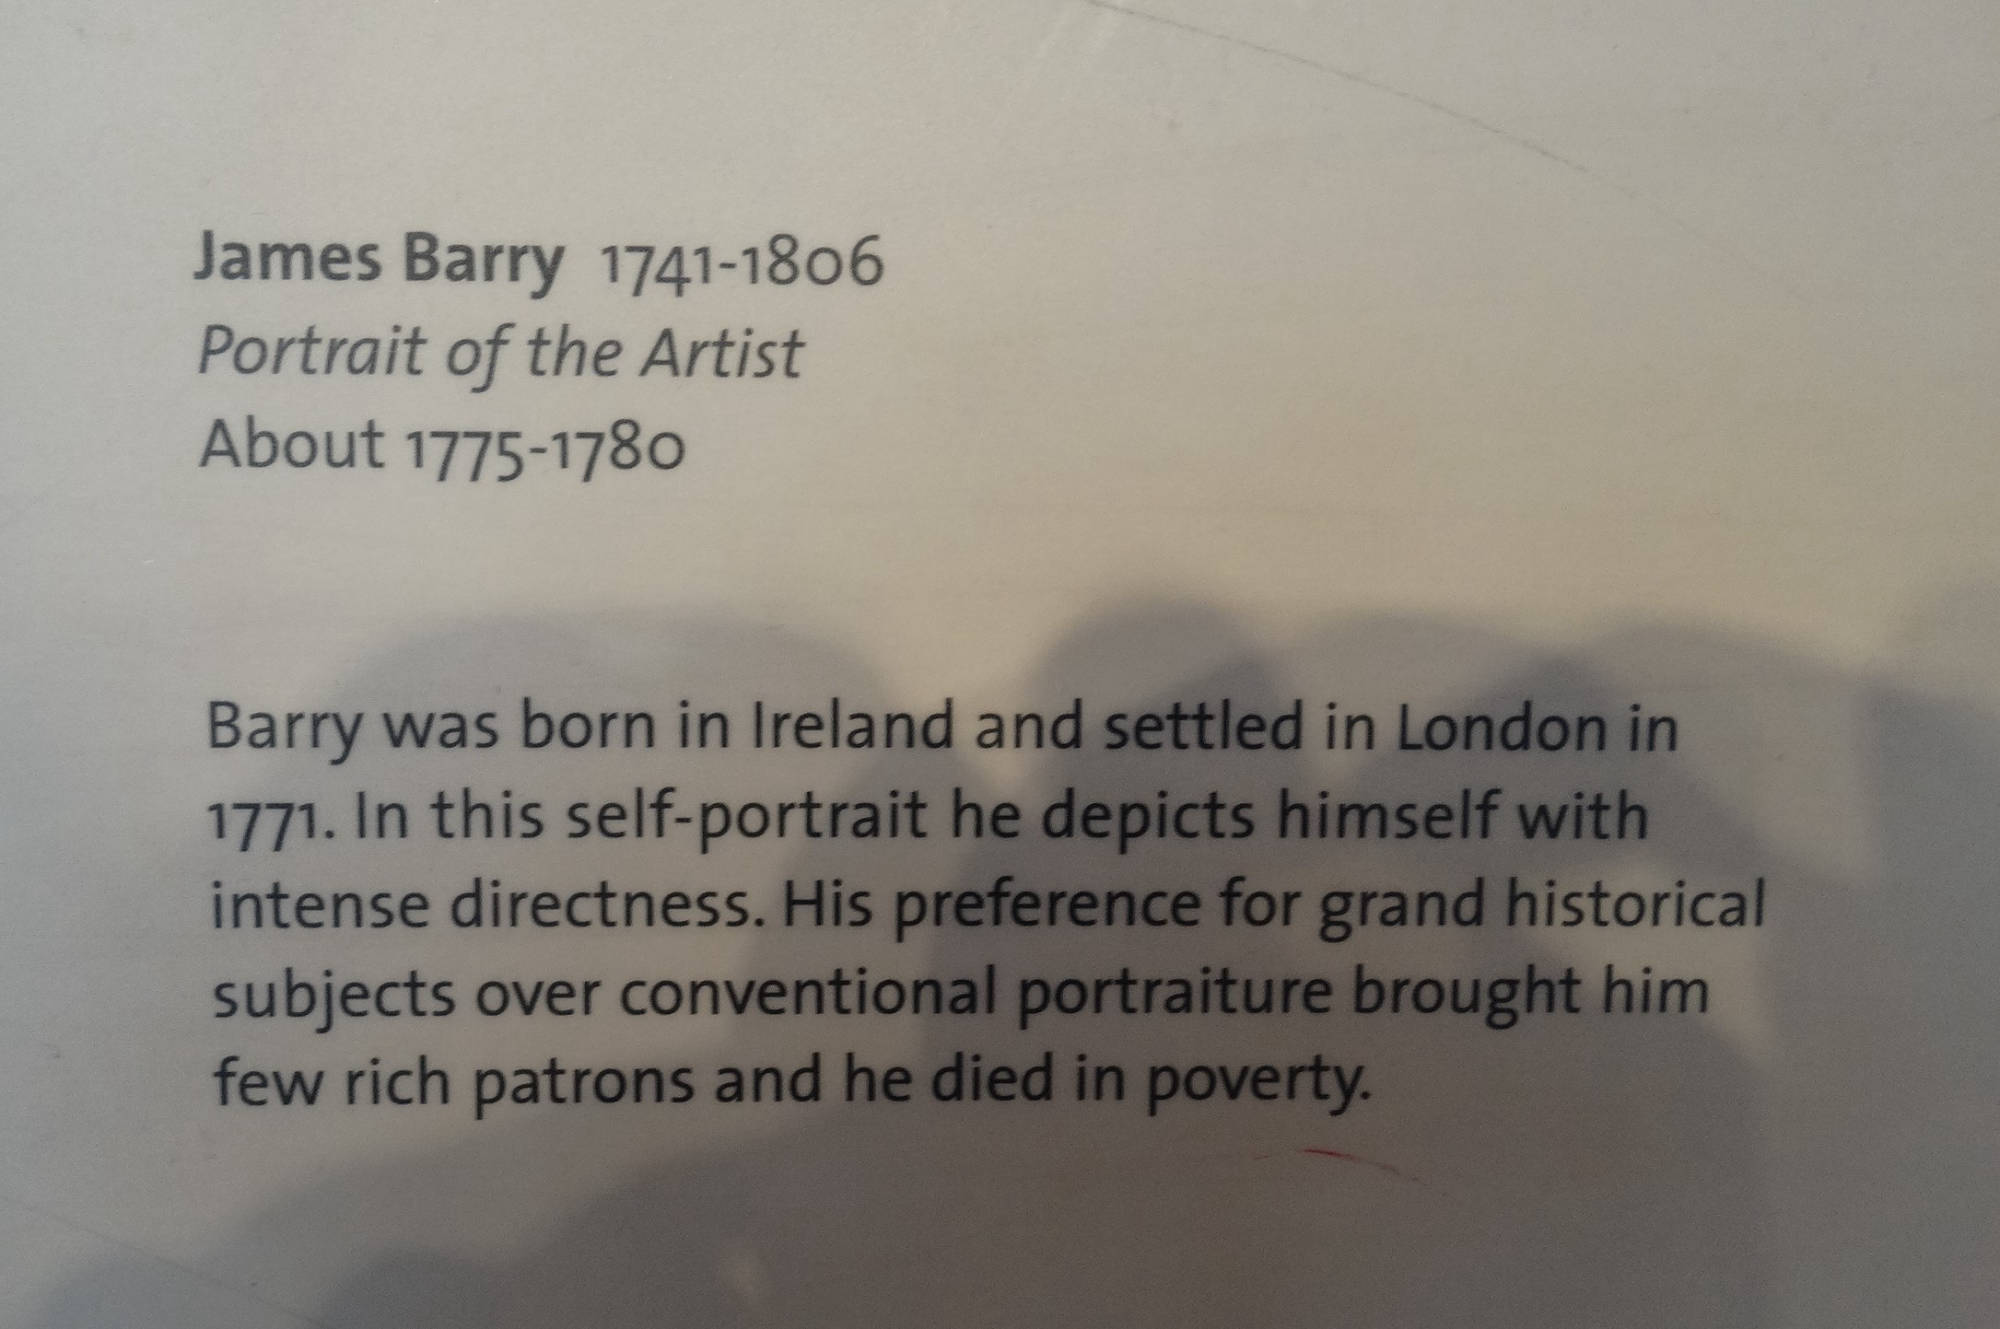 James Barry 1741-1806
Portrait of the Artist
About 1775-1780
Barry was born in Ireland and settled in London in
1771. In this self-portrait he depicts himself with
intense directness. His preference for grand historical
subjects over conventional portraiture brought him
few rich patrons and he died in poverty.